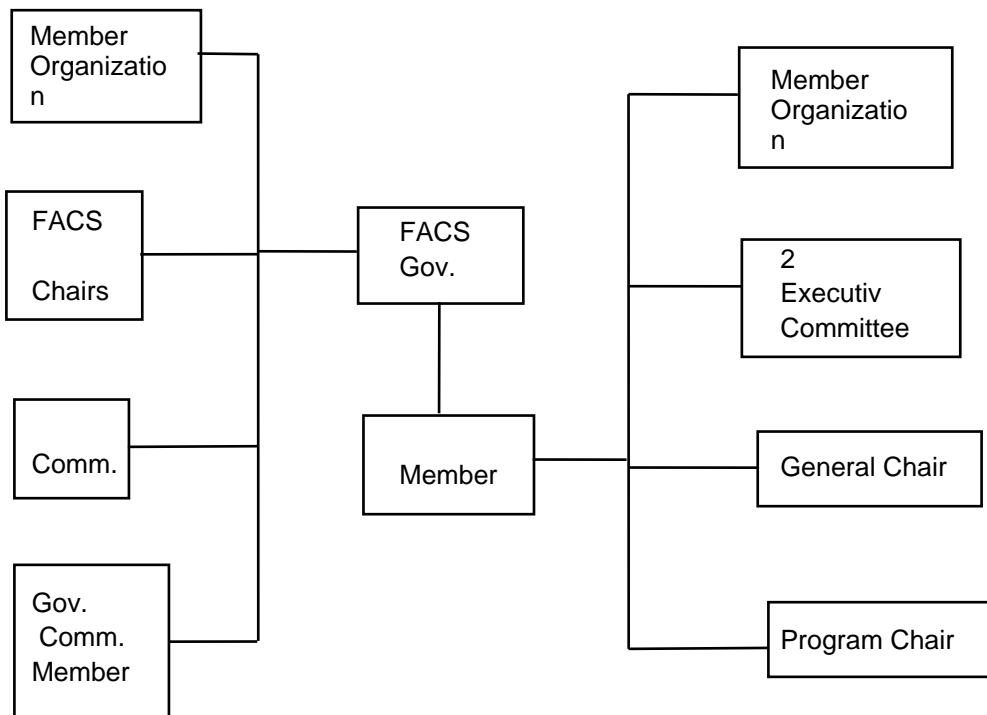 Member
Organizatio
n
FACS
Chairs
Comm.
Gov.
Comm.
Member
FACS
Gov.
Member
Member
Organizatio
n
2
Executiv
Committee
General Chair
Program Chair